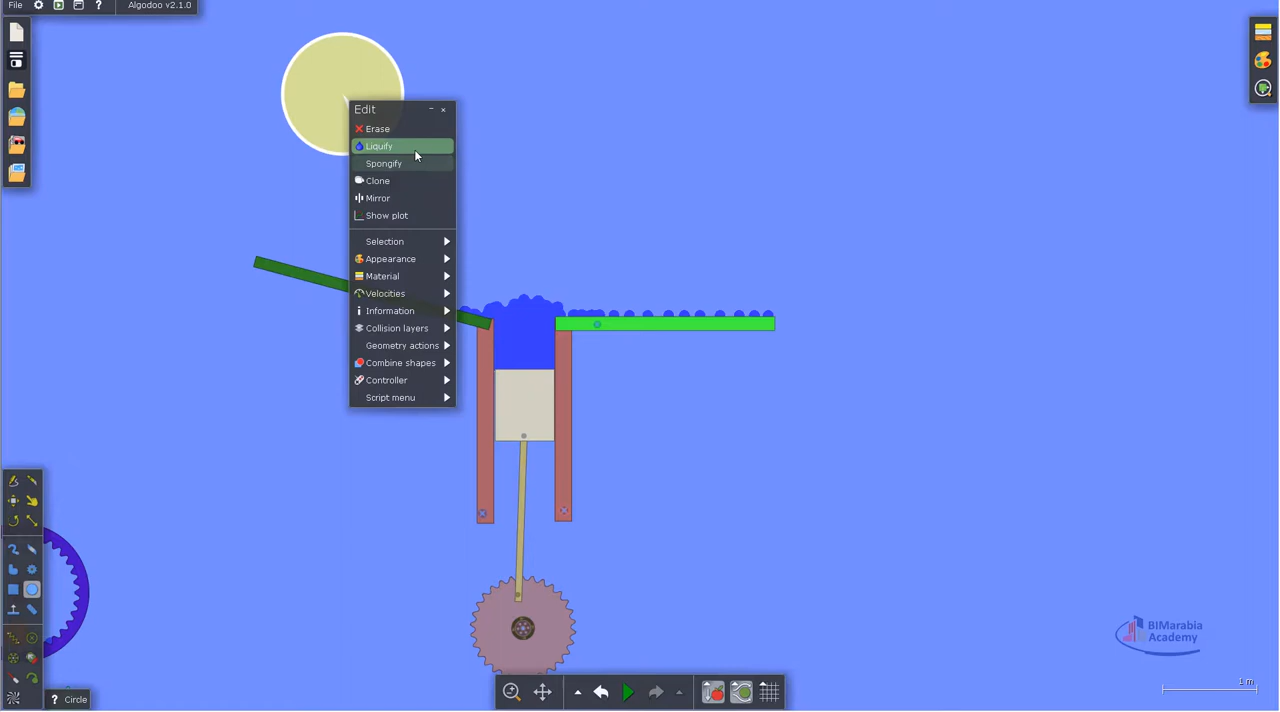 File
?
Algodoo v2.1.0
Edit
Erase
Liquify
Spongify
Clone
Mirror
Show plot
Selection
Appearance
Material
Velocities
Information
Collision layers
Geometry actions
Combine shapes
Controller
Script menu
BIMarabia
Academy
1 m
? Circle